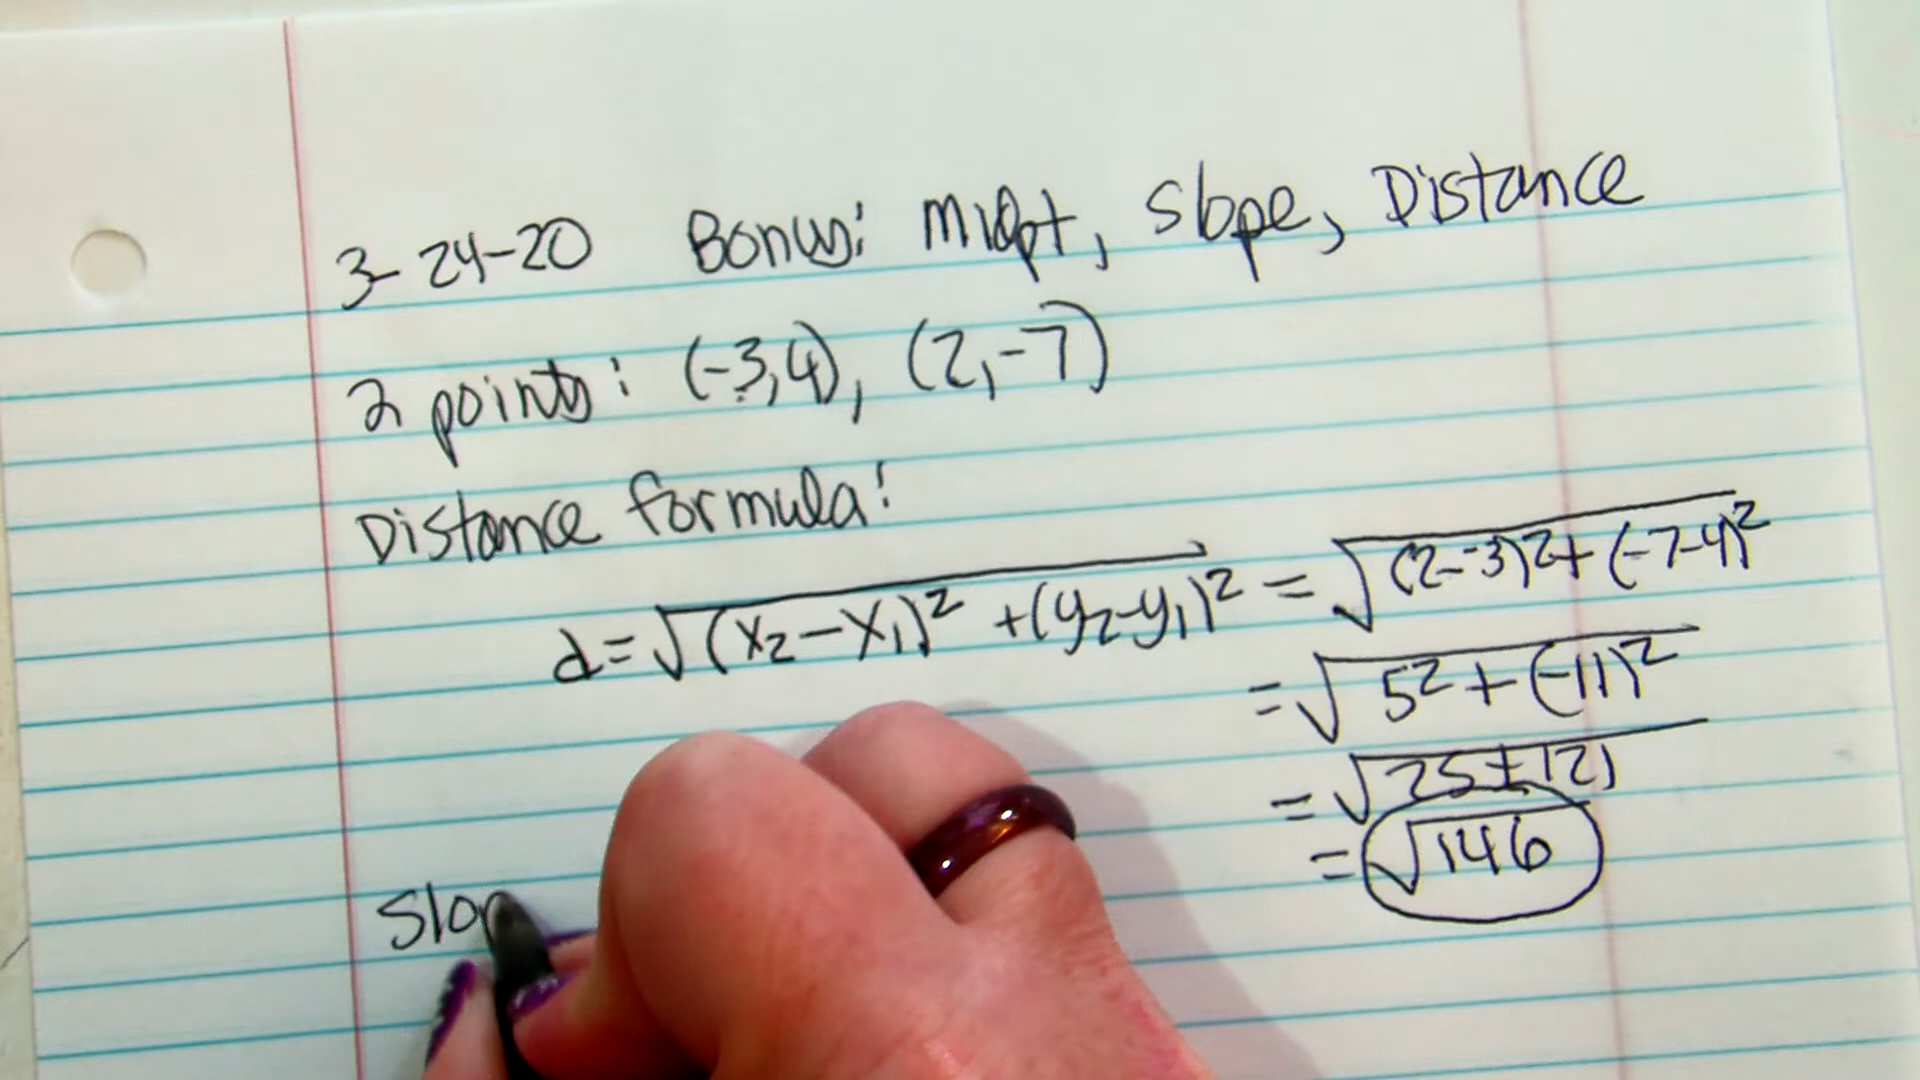 3-24-20 Bonus: midpt, slope, Distance
2 points: (-3,4), (2,-7)
Distance formula:
d=√(x₂-x₁)² +(y₂-y₁)² = √(2--3)²+(-7-4)²
=√5²+(-11)²
=√25+121
=√146
Slop